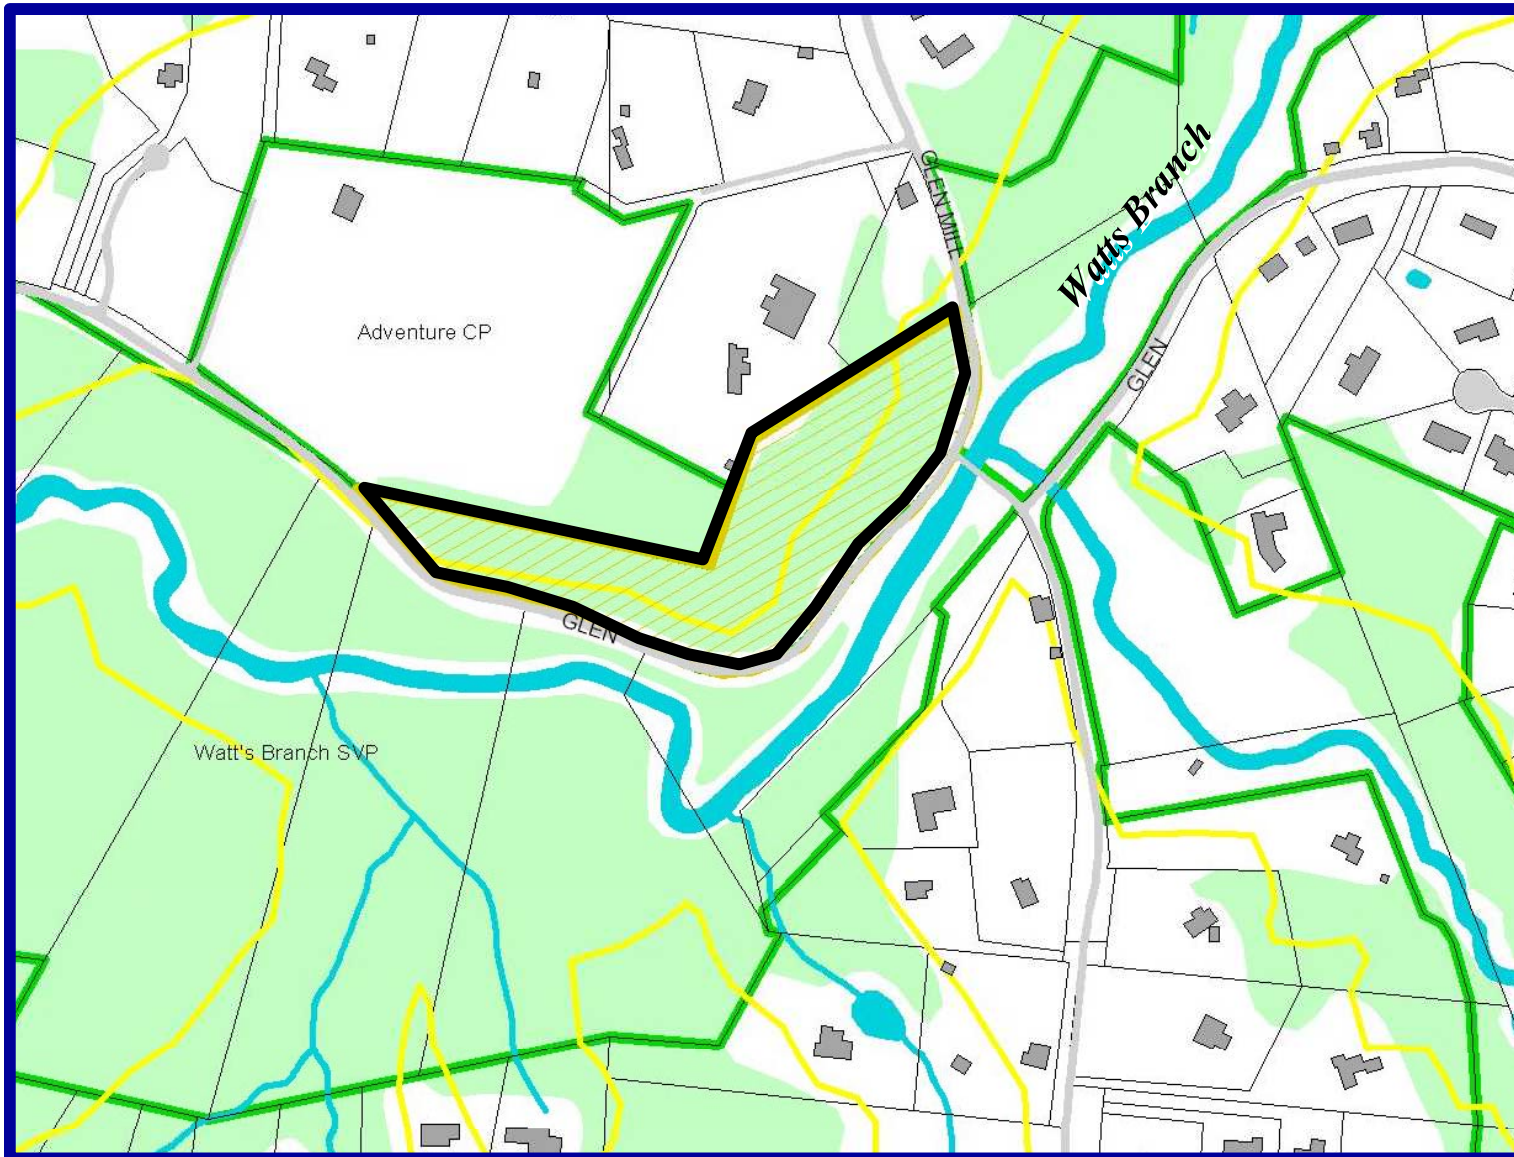 GLEN MILL
Watts Branch
Adventure CP
GLEN
GLEN
Watt's Branch SVP